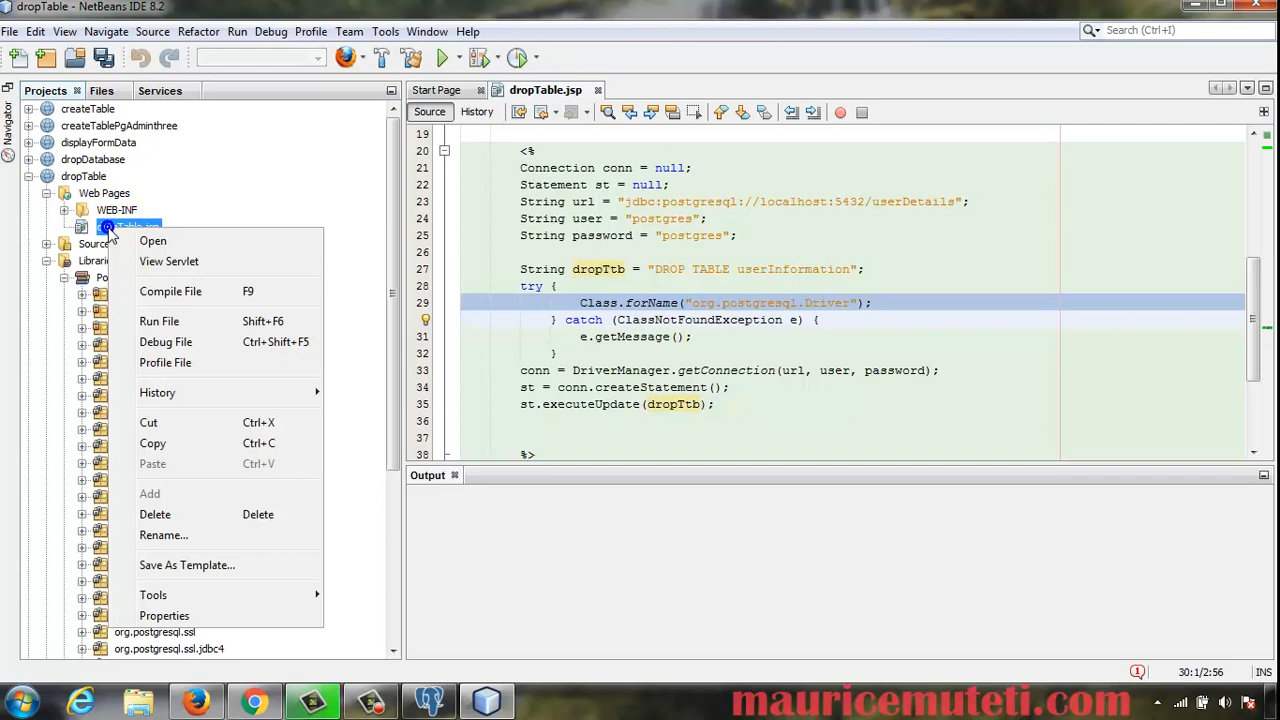 dropTable - NetBeans IDE 8.2
File Edit View Navigate Source Refactor Run Debug Profile Team Tools Window Help
Search (Ctrl+I)
Projects Files Services
Navigator
createTable
createTablePgAdminthree
displayFormData
dropDatabase
dropTable
Web Pages
WEB-INF
Source
Librari
Po
Open
View Servlet
Compile File F9
Run File Shift+F6
Debug File Ctrl+Shift+F5
Profile File
History
Cut Ctrl+X
Copy Ctrl+C
Paste Ctrl+V
Add
Delete Delete
Rename...
Save As Template...
Tools
Properties
org.postgresql.ssl
org.postgresql.ssl.jdbc4
Start Page dropTable.jsp
Source History
19
20 <%
21 Connection conn = null;
22 Statement st = null;
23 String url = "jdbc:postgresql://localhost:5432/userDetails";
24 String user = "postgres";
25 String password = "postgres";
26
27 String dropTtb = "DROP TABLE userInformation";
28 try {
29 Class.forName("org.postgresql.Driver");
} catch (ClassNotFoundException e) {
31 e.getMessage();
32 }
33 conn = DriverManager.getConnection(url, user, password);
34 st = conn.createStatement();
35 st.executeUpdate(dropTtb);
36
37
38 %>
Output
30:1/2:56 INS
mauricemuteti.com